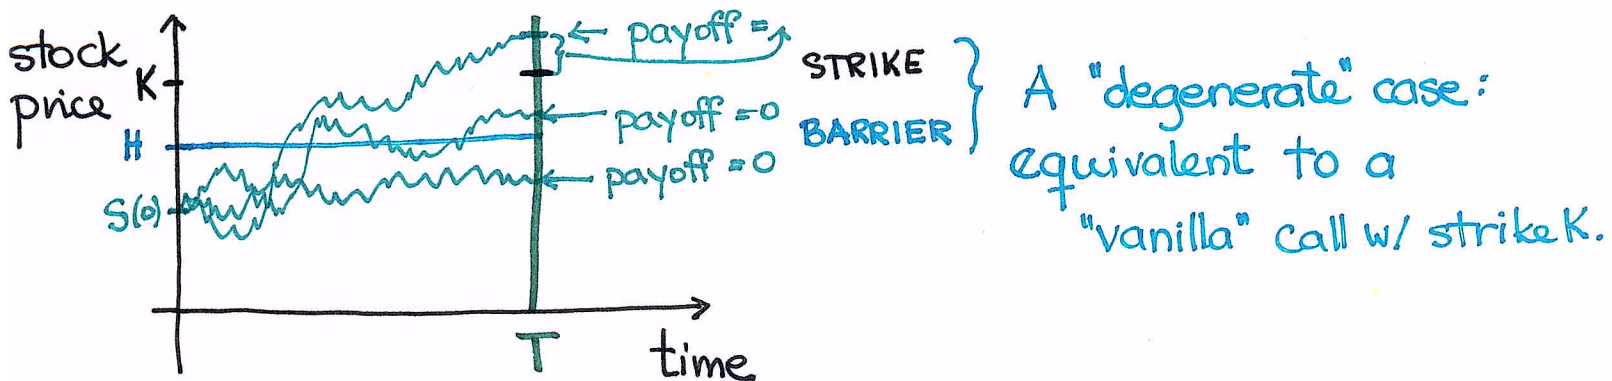 stock price
K
H
S(0)
← payoff =
← payoff = 0
← payoff = 0
T
time
STRIKE
BARRIER
A "degenerate" case:
equivalent to a
"vanilla" call w/ strike K.